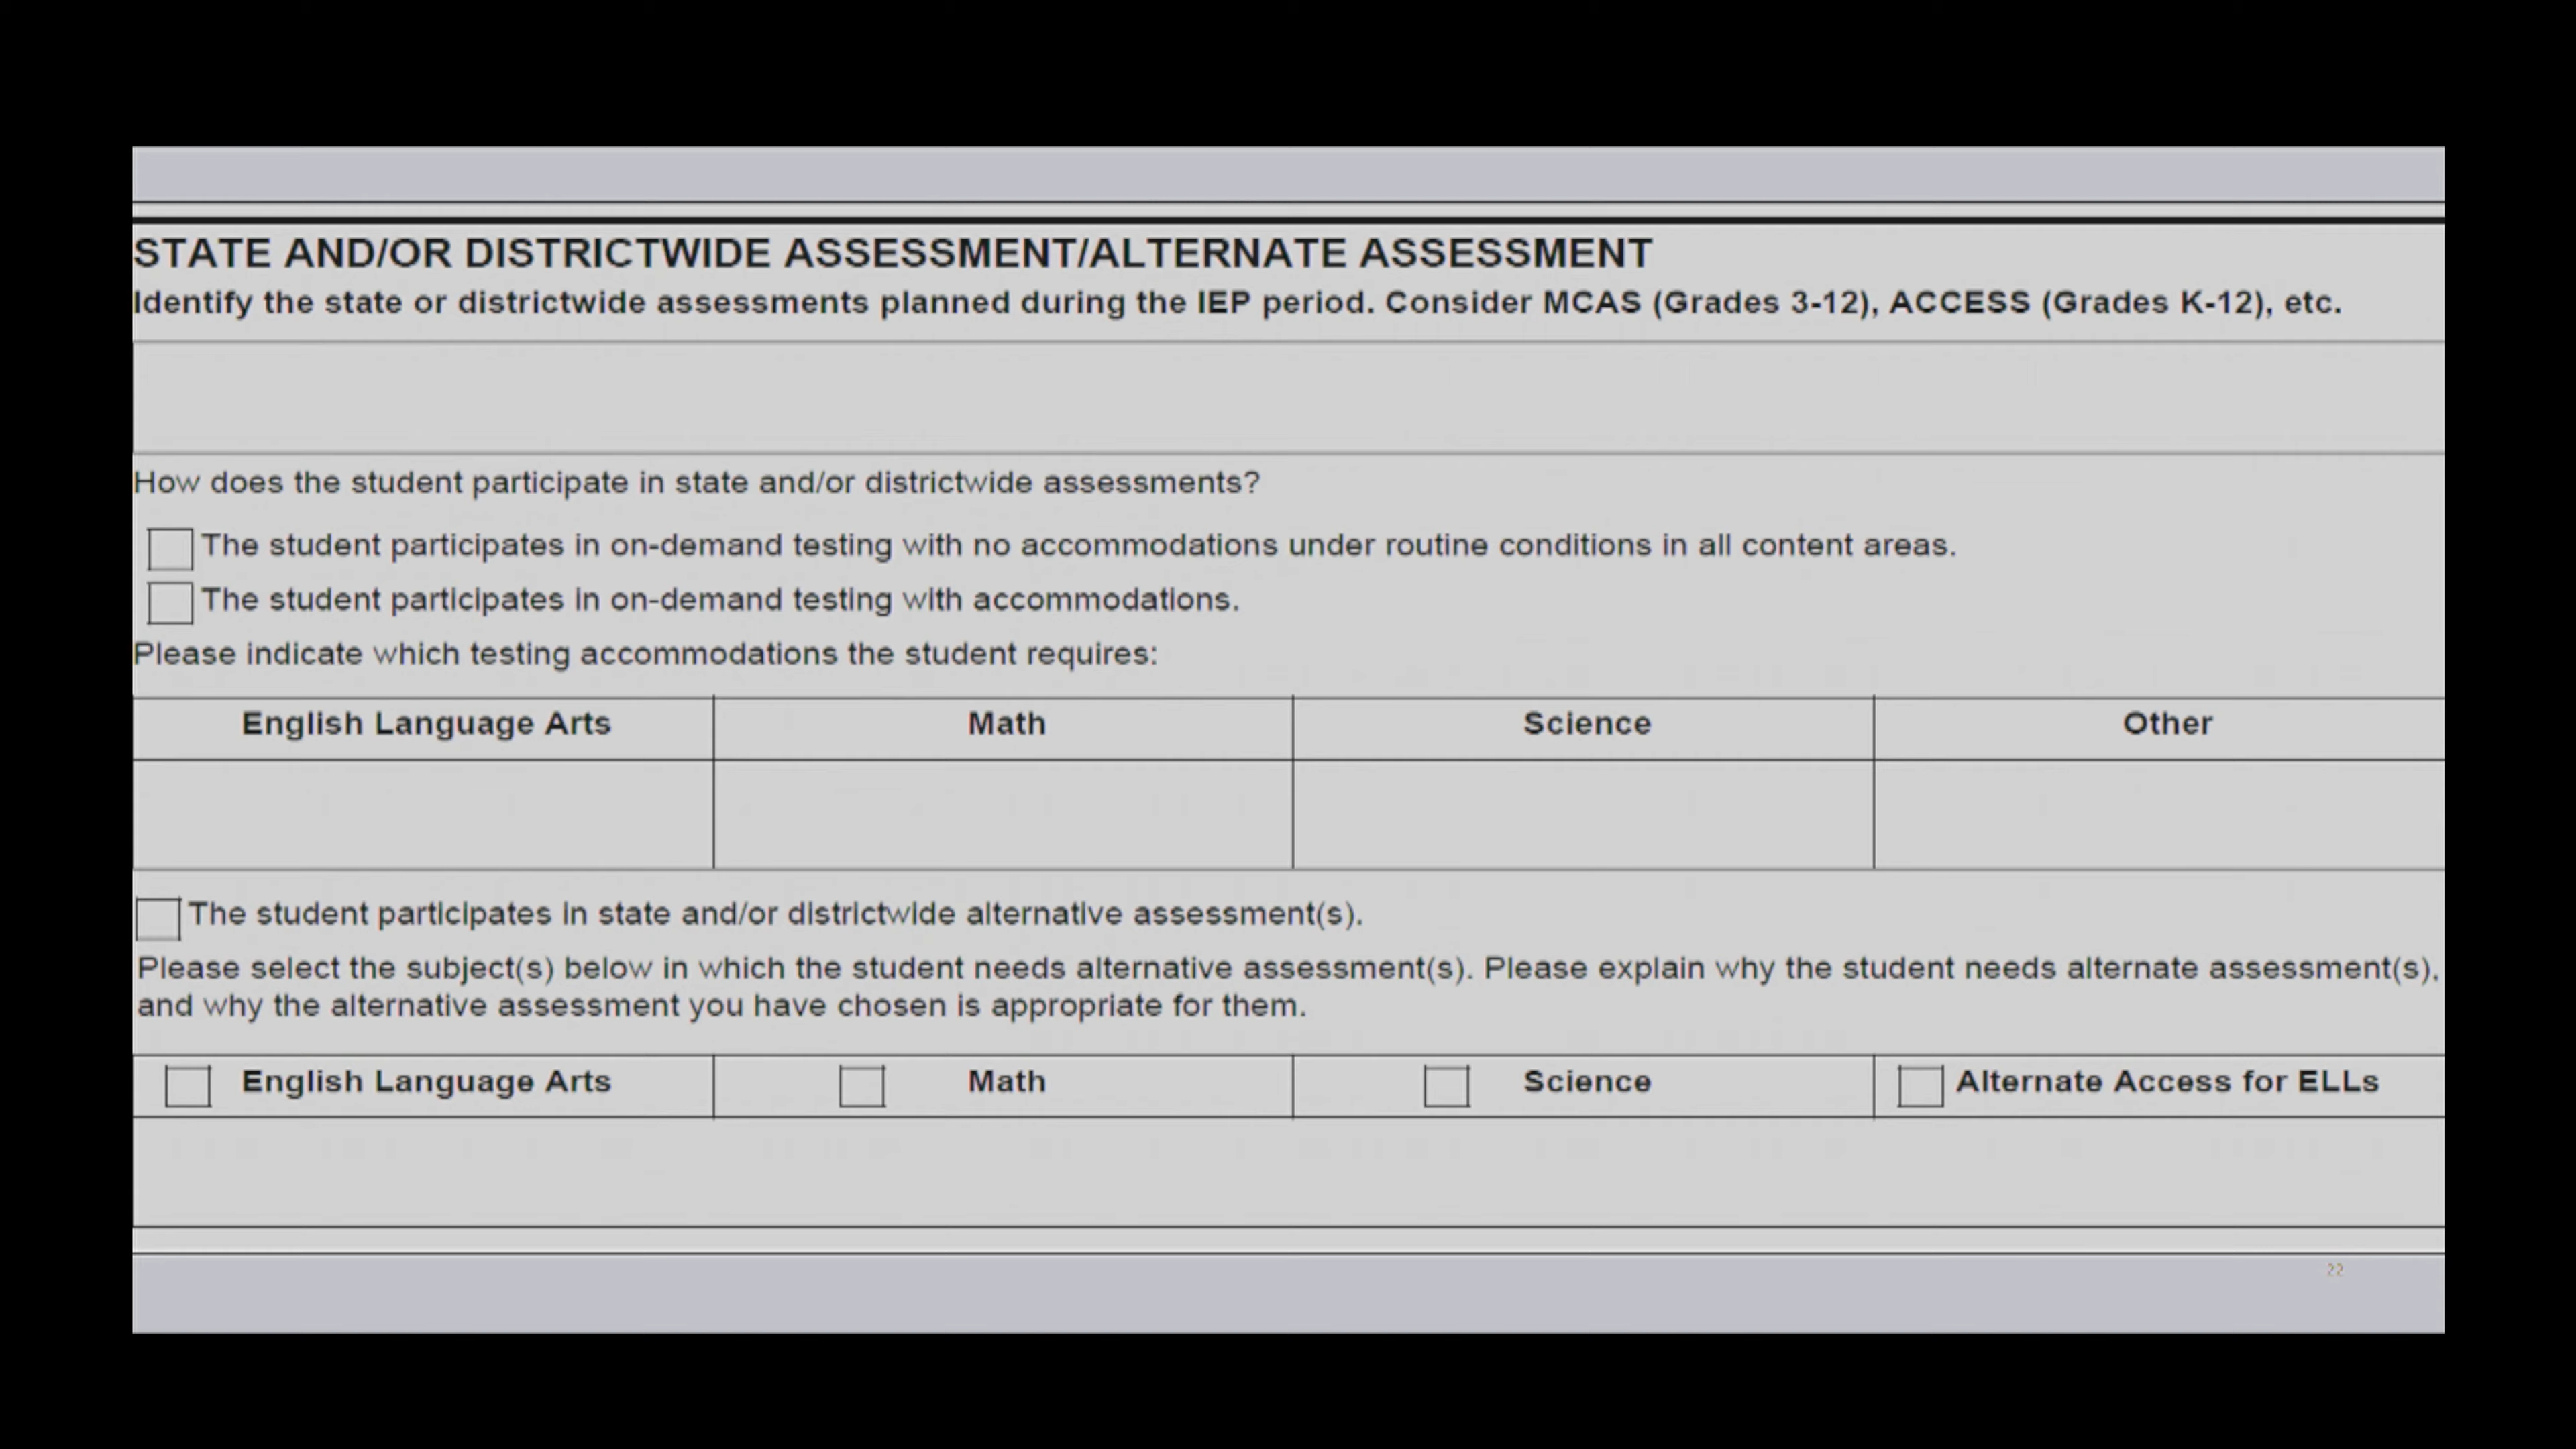 STATE AND/OR DISTRICTWIDE ASSESSMENT/ALTERNATE ASSESSMENT
Identify the state or districtwide assessments planned during the IEP period. Consider MCAS (Grades 3-12), ACCESS (Grades K-12), etc.
How does the student participate in state and/or districtwide assessments?
The student participates in on-demand testing with no accommodations under routine conditions in all content areas.
The student participates in on-demand testing with accommodations.
Please indicate which testing accommodations the student requires:
English Language Arts Math Science Other
The student participates in state and/or districtwide alternative assessment(s).
Please select the subject(s) below in which the student needs alternative assessment(s). Please explain why the student needs alternate assessment(s),
and why the alternative assessment you have chosen is appropriate for them.
English Language Arts Math Science Alternate Access for ELLs
22